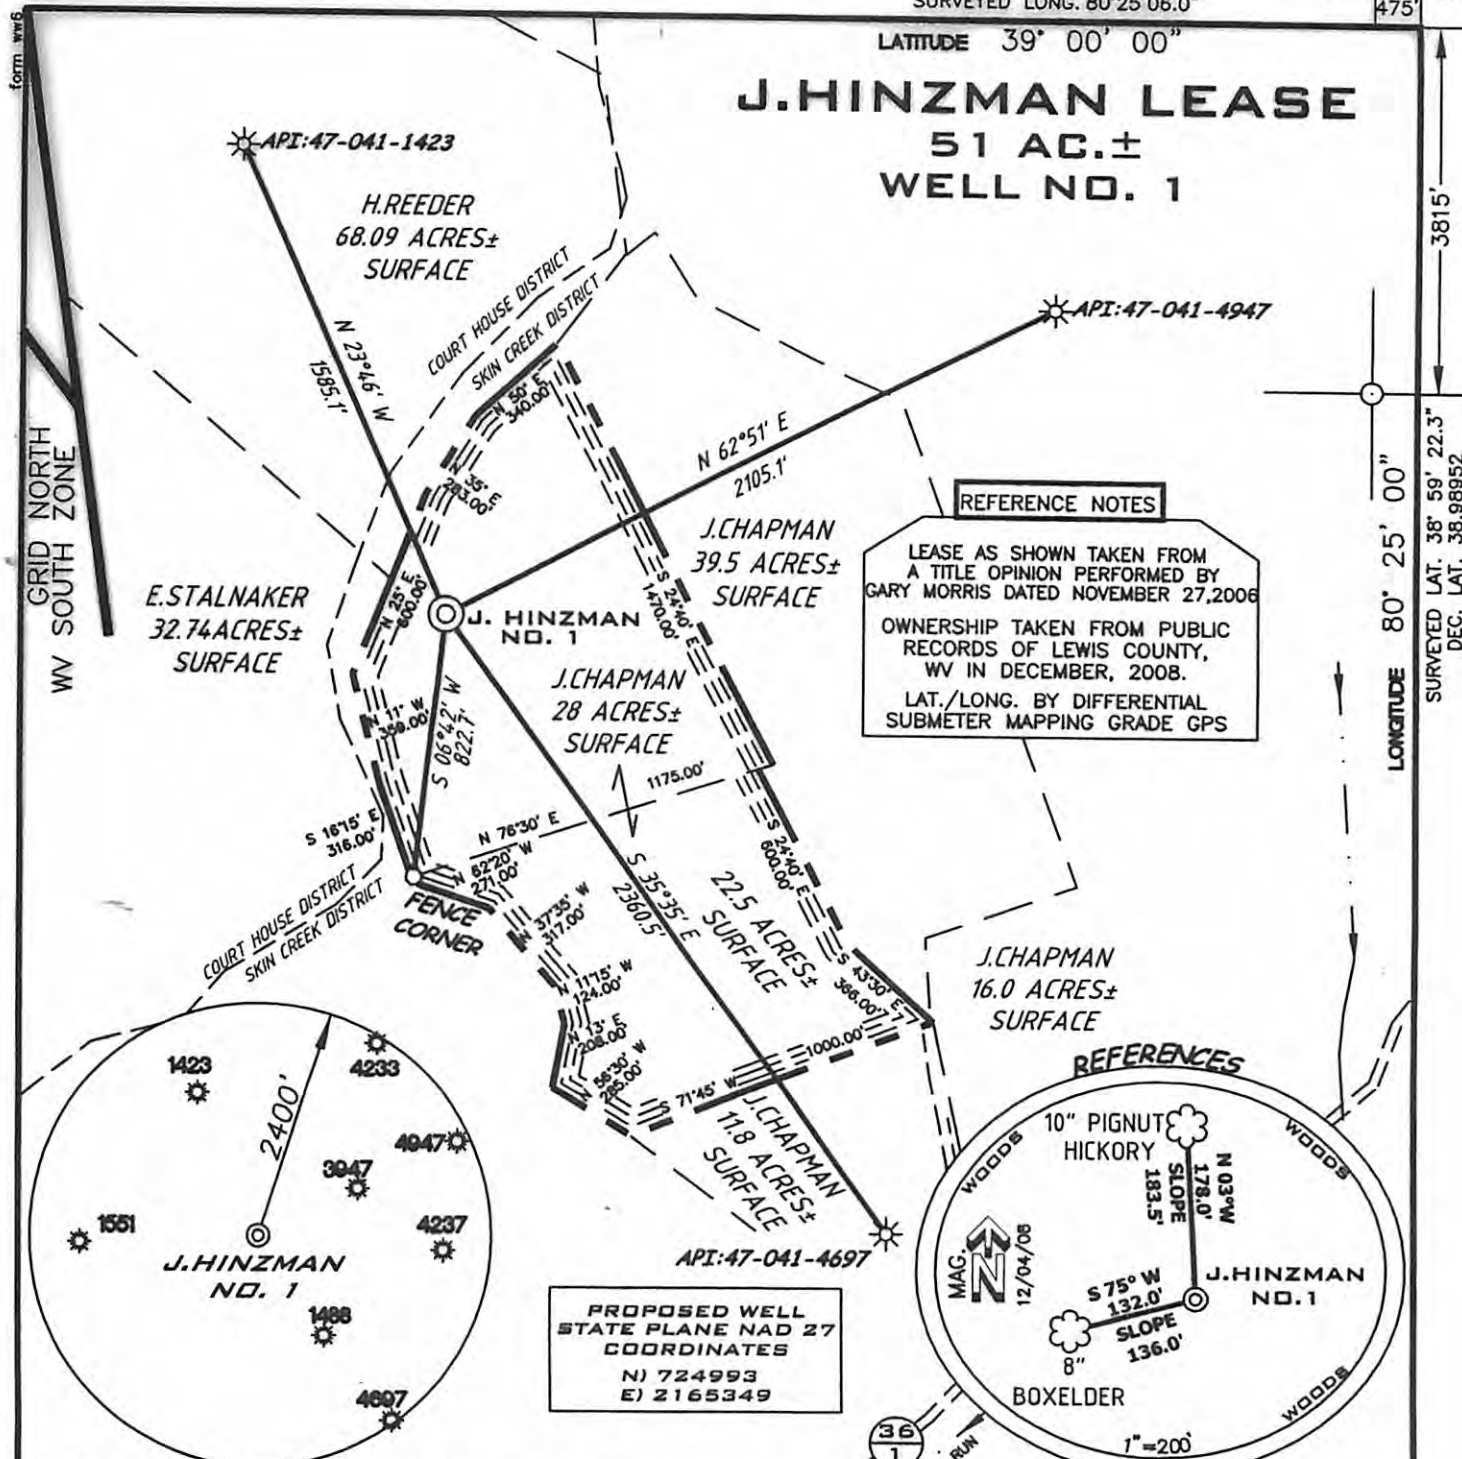 SURVEYED LONG. 80°25'06.0"
475'
form ww6
LATITUDE 39° 00' 00"
J.HINZMAN LEASE
51 AC.±
WELL NO. 1
API:47-041-1423
H.REEDER
68.09 ACRES±
SURFACE
3815'
COURT HOUSE DISTRICT
SKIN CREEK DISTRICT
API:47-041-4947
N 23°46' W
1585.1'
N 50° E
340.00'
N 62°51' E
2105.1'
N 35° E
283.00'
GRID NORTH
WV SOUTH ZONE
SURVEYED LAT. 38° 59' 22.3"
DEC. LAT. 38.98952
LONGITUDE 80° 25' 00"
REFERENCE NOTES
LEASE AS SHOWN TAKEN FROM
A TITLE OPINION PERFORMED BY
GARY MORRIS DATED NOVEMBER 27,2006
OWNERSHIP TAKEN FROM PUBLIC
RECORDS OF LEWIS COUNTY,
WV IN DECEMBER, 2008.
LAT./LONG. BY DIFFERENTIAL
SUBMETER MAPPING GRADE GPS
J.CHAPMAN
39.5 ACRES±
SURFACE
E.STALNAKER
32.74ACRES±
SURFACE
N 25° E
600.00'
S 24°40' E
1470.00'
J. HINZMAN
NO. 1
J.CHAPMAN
28 ACRES±
SURFACE
N 11° W
359.00'
S 06°42' W
822.7'
1175.00'
N 76°30' E
S 16°15' E
316.00'
N 62°20' W
271.00'
FENCE
CORNER
S 24°40' E
600.00'
S 35°35' E
2360.5'
22.5 ACRES±
SURFACE
COURT HOUSE DISTRICT
SKIN CREEK DISTRICT
N 37°35' W
317.00'
N 11°15' W
124.00'
S 43°30' E
366.00'
J.CHAPMAN
16.0 ACRES±
SURFACE
N 13° E
208.00'
N 56°30' W
265.00'
1000.00'
S 71°45' W
J.CHAPMAN
11.8 ACRES±
SURFACE
API:47-041-4697
1423
4233
2400'
4947
3947
1551
4237
J.HINZMAN
NO. 1
1488
4697
PROPOSED WELL
STATE PLANE NAD 27
COORDINATES
N) 724993
E) 2165349
REFERENCES
10" PIGNUT
HICKORY
WOODS
WOODS
N 03°W
178.0'
SLOPE
183.5'
MAG.
N
12/04/08
S 75° W
132.0'
SLOPE
136.0'
J.HINZMAN
NO.1
8"
BOXELDER
WOODS
1"=200'
36
1
RUN